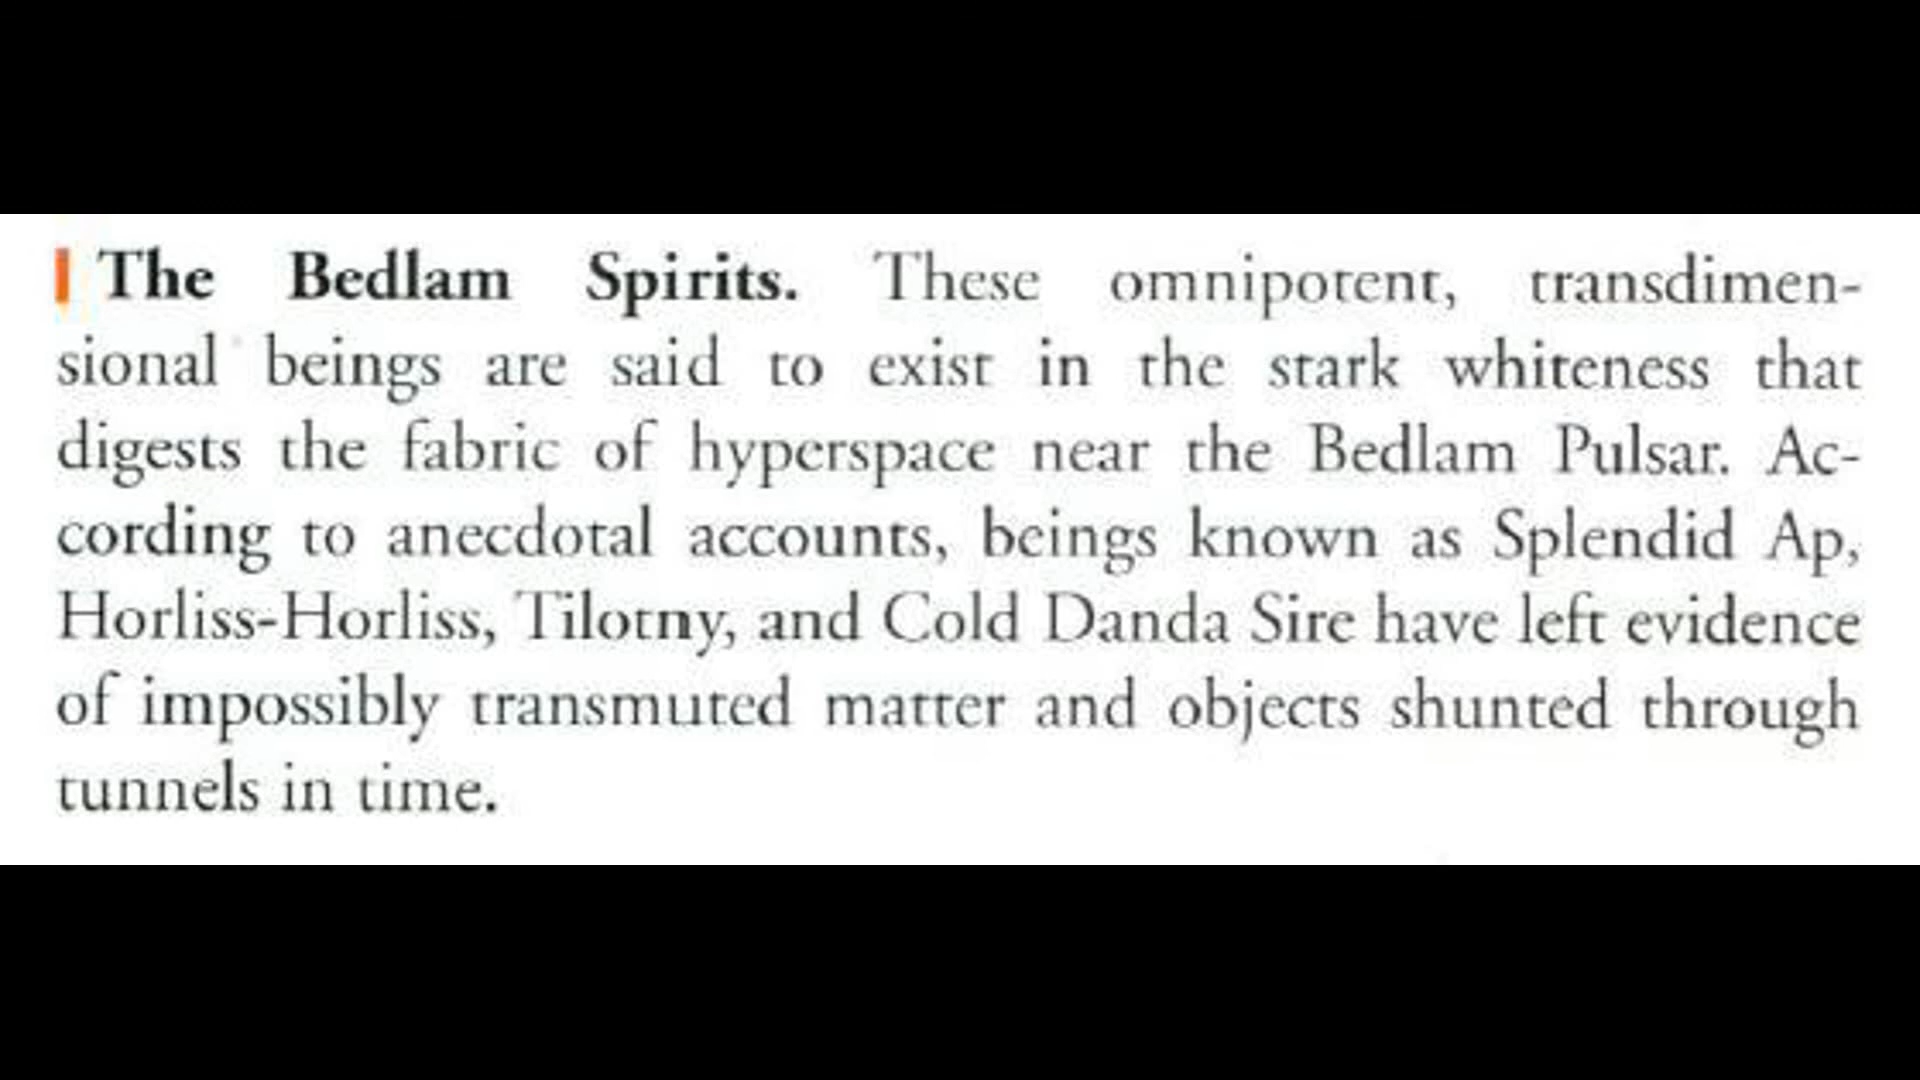 The Bedlam Spirits. These omnipotent, transdimen-
sional beings are said to exist in the stark whiteness that
digests the fabric of hyperspace near the Bedlam Pulsar. Ac-
cording to anecdotal accounts, beings known as Splendid Ap,
Horliss-Horliss, Tilotny, and Cold Danda Sire have left evidence
of impossibly transmuted matter and objects shunted through
tunnels in time.